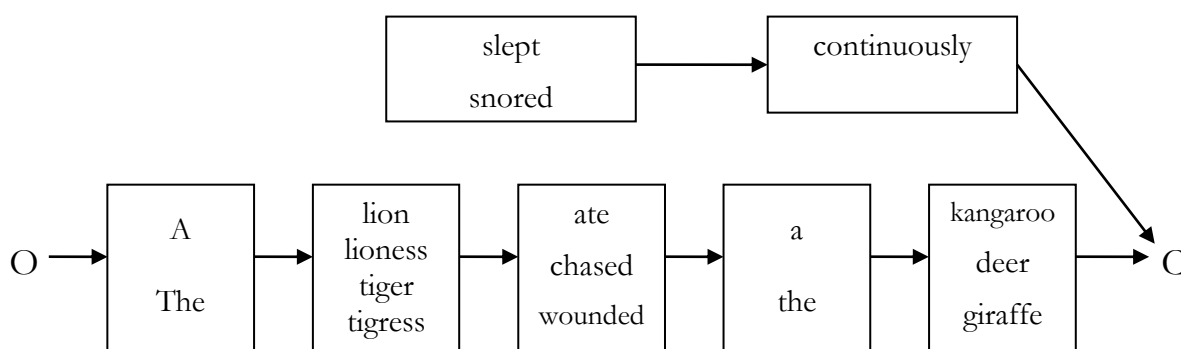 slept
snored
continuously
O
A
The
lion
lioness
tiger
tigress
ate
chased
wounded
a
the
kangaroo
deer
giraffe
O